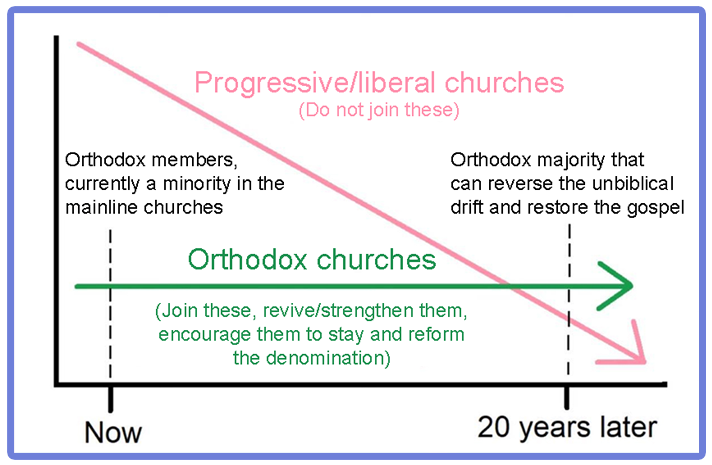 Progressive/liberal churches
(Do not join these)
Orthodox members,
currently a minority in the
mainline churches
Orthodox majority that
can reverse the unbiblical
drift and restore the gospel
Orthodox churches
(Join these, revive/strengthen them,
encourage them to stay and reform
the denomination)
Now
20 years later